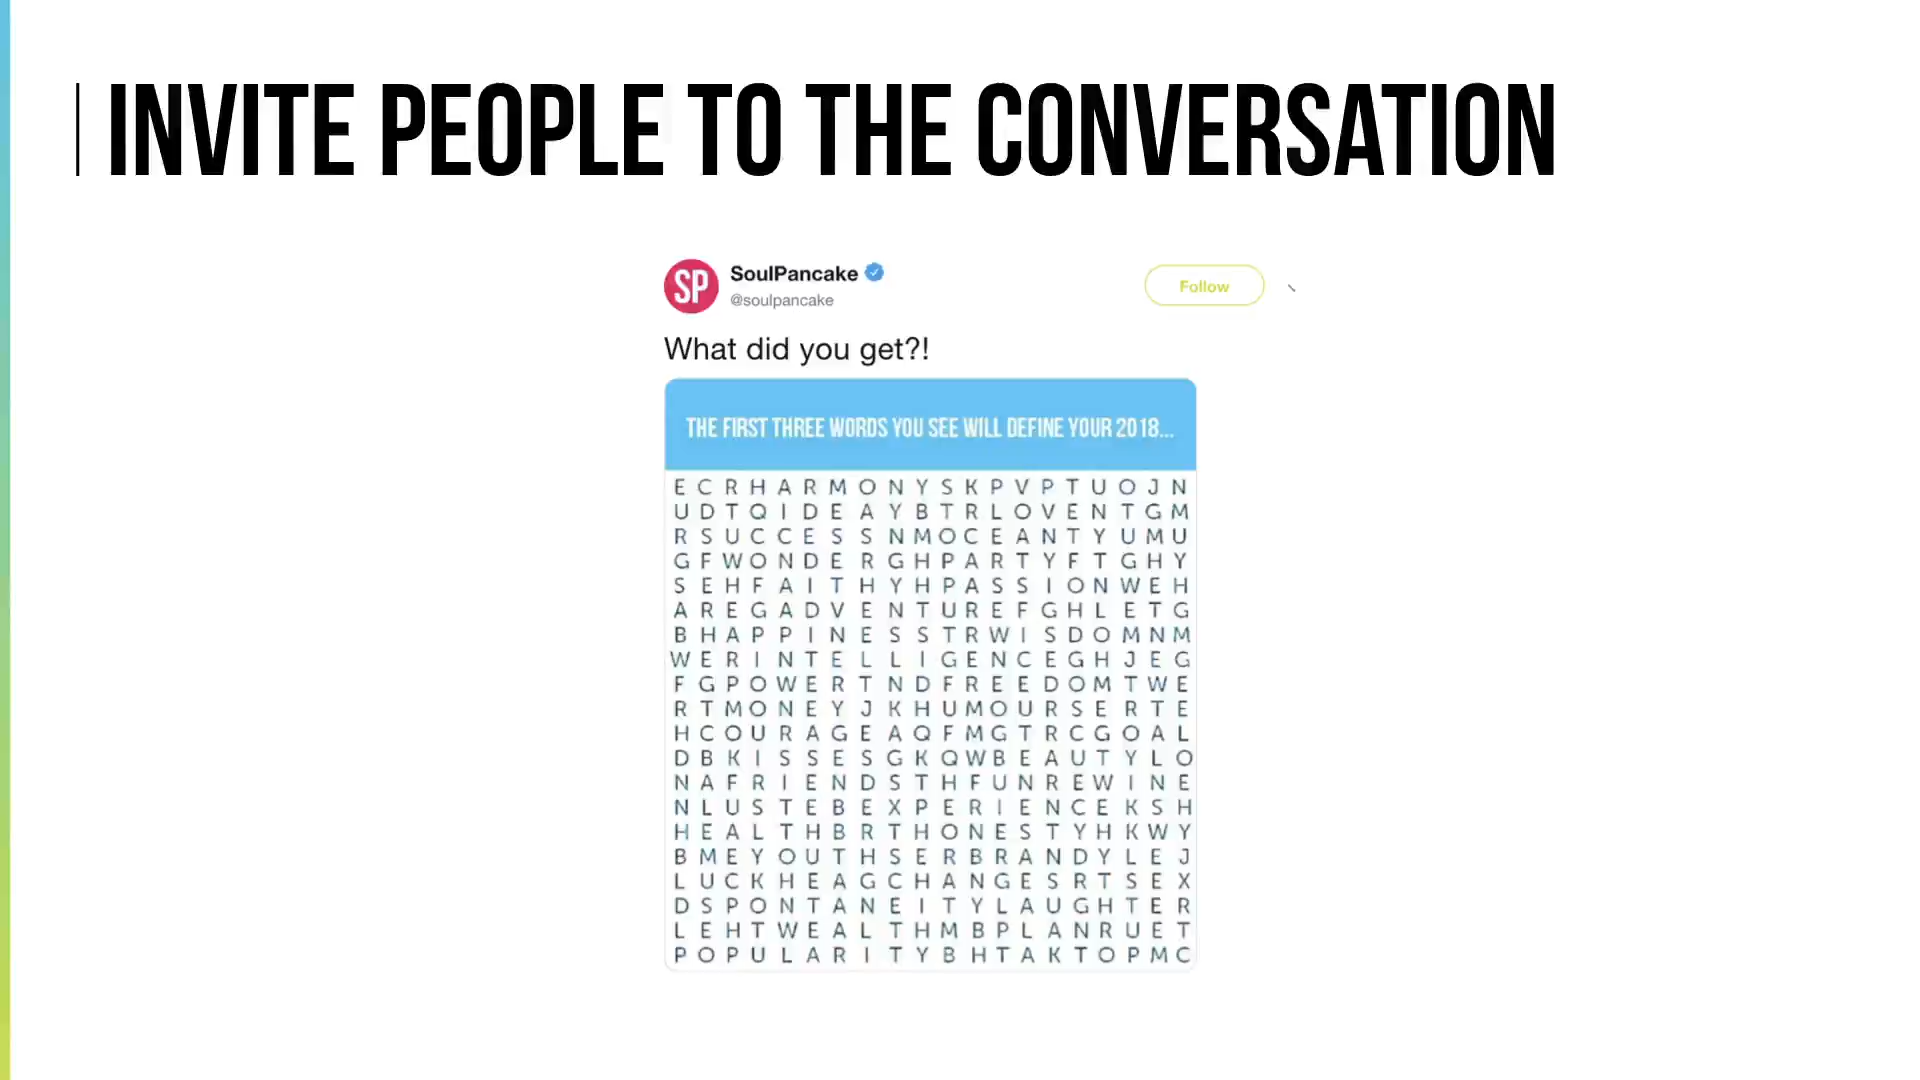 INVITE PEOPLE TO THE CONVERSATION
SP
SoulPancake
@soulpancake
Follow
What did you get?!
THE FIRST THREE WORDS YOU SEE WILL DEFINE YOUR 2018...
E C R H A R M O N Y S K P V P T U O J N
U D T Q I D E A Y B T R L O V E N T G M
R S U C C E S S N M O C E A N T Y U M U
G F W O N D E R G H P A R T Y F T G H Y
S E H F A I T H Y H P A S S I O N W E H
A R E G A D V E N T U R E F G H L E T G
B H A P P I N E S S T R W I S D O M N M
W E R I N T E L L I G E N C E G H J E G
F G P O W E R T N D F R E E D O M T W E
R T M O N E Y J K H U M O U R S E R T E
H C O U R A G E A Q F M G T R C G O A L
D B K I S S E S G K Q W B E A U T Y L O
N A F R I E N D S T H F U N R E W I N E
N L U S T E B E X P E R I E N C E K S H
H E A L T H B R T H O N E S T Y H K W Y
B M E Y O U T H S E R B R A N D Y L E J
L U C K H E A G C H A N G E S R T S E X
D S P O N T A N E I T Y L A U G H T E R
L E H T W E A L T H M B P L A N R U E T
P O P U L A R I T Y B H T A K T O P M C